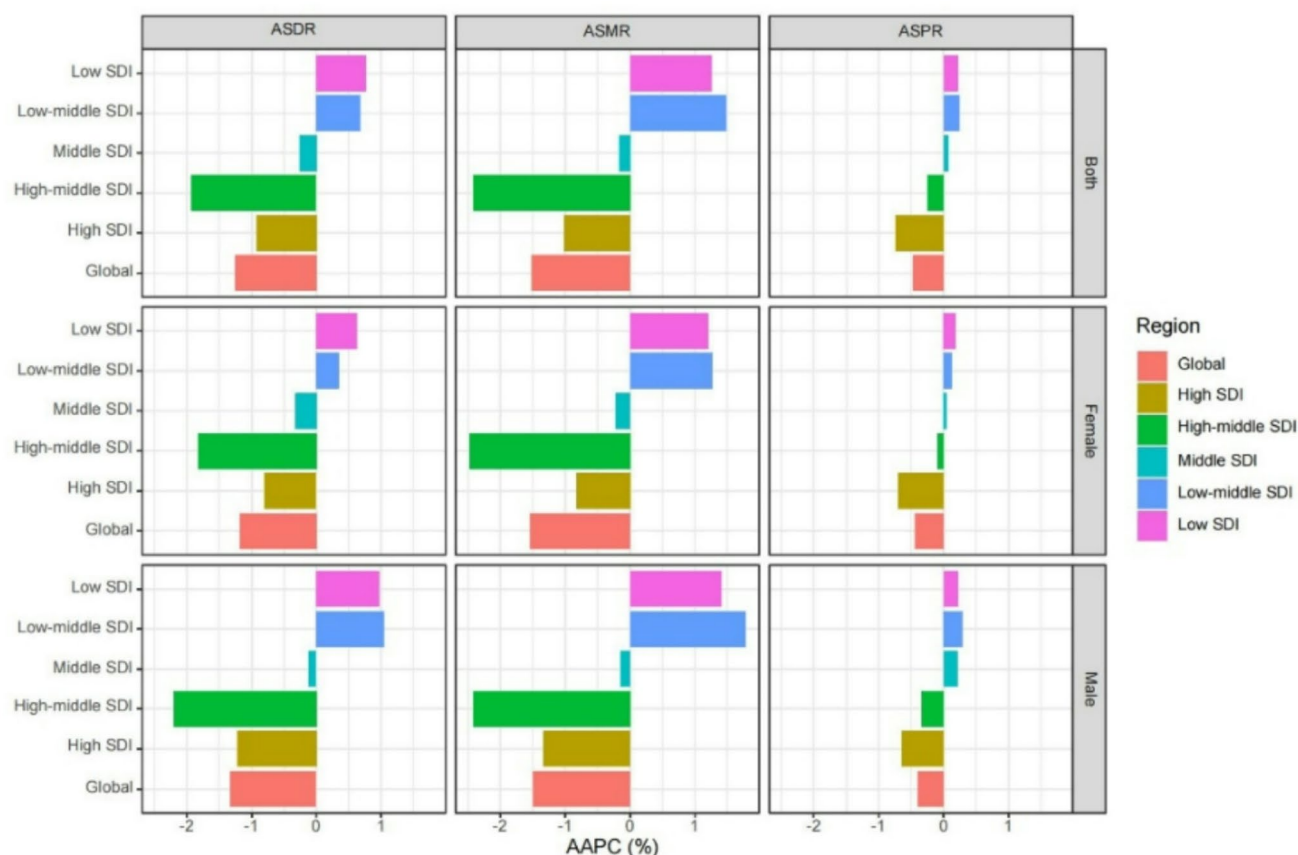 ASDR ASMR ASPR
Low SDI
Low-middle SDI
Middle SDI
High-middle SDI
High SDI
Global
Both
Low SDI
Low-middle SDI
Middle SDI
High-middle SDI
High SDI
Global
Female
Low SDI
Low-middle SDI
Middle SDI
High-middle SDI
High SDI
Global
Male
-2 -1 0 1 -2 -1 0 1 -2 -1 0 1
AAPC (%)
Region
Global
High SDI
High-middle SDI
Middle SDI
Low-middle SDI
Low SDI